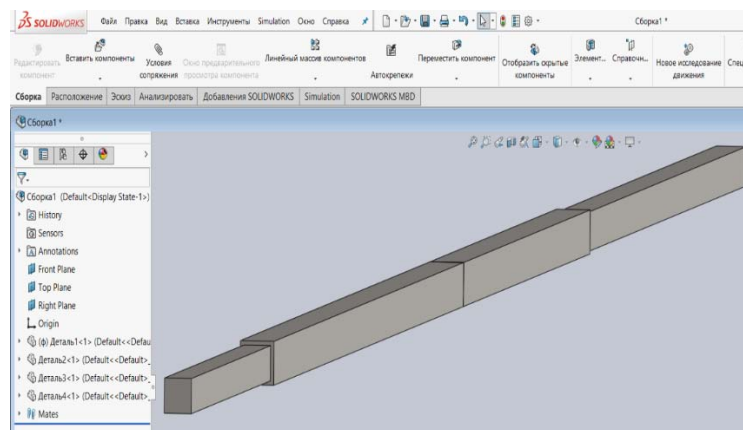 SOLIDWORKS Файл Правка Вид Вставка Инструменты Simulation Окно Справка Сборка1 *
Редактировать компонент Вставить компоненты Условия сопряжения Окно предварительного просмотра компонента Линейный массив компонентов Автокрепежи Переместить компонент Отобразить скрытые компоненты Элемент... Справочн... Новое исследование движения Спец
Сборка Расположение Эскиз Анализировать Добавления SOLIDWORKS Simulation SOLIDWORKS MBD
Сборка1 *
Сборка1 (Default<Display State-1>)
History
Sensors
Annotations
Front Plane
Top Plane
Right Plane
Origin
(ф) Деталь1<1> (Default<<Defau
Деталь2<1> (Default<<Default>_
Деталь3<1> (Default<<Default>_
Деталь4<1> (Default<<Default>_
Mates